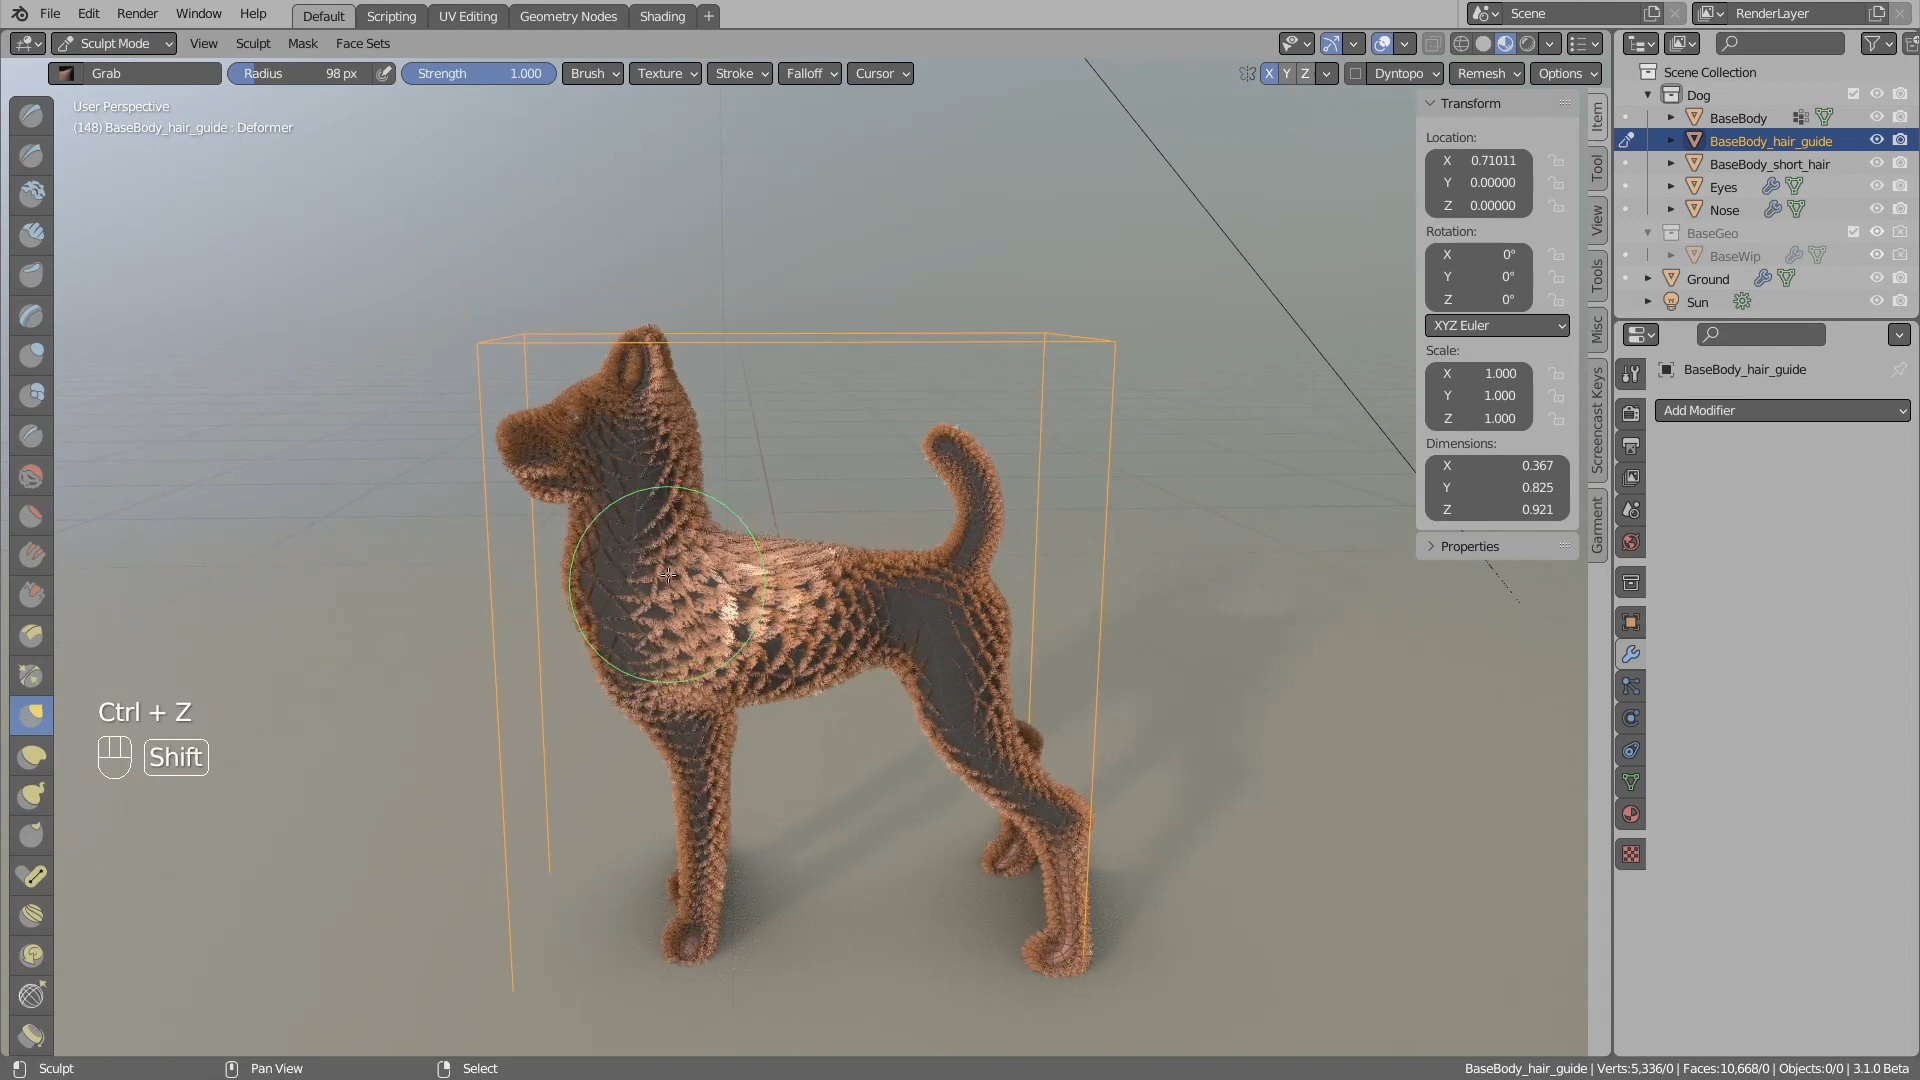 File Edit Render Window Help Default Scripting UV Editing Geometry Nodes Shading + Scene RenderLayer
Sculpt Mode View Sculpt Mask Face Sets
Grab Radius 98 px Strength 1.000 Brush Texture Stroke Falloff Cursor X Y Z Dyntopo Remesh Options
User Perspective
(148) BaseBody_hair_guide : Deformer
Transform
Location:
X 0.71011
Y 0.00000
Z 0.00000
Rotation:
X 0°
Y 0°
Z 0°
XYZ Euler
Scale:
X 1.000
Y 1.000
Z 1.000
Dimensions:
X 0.367
Y 0.825
Z 0.921
Properties
Item
Tool
View
Tools
Misc
Screencast Keys
Garment
Scene Collection
Dog
BaseBody
BaseBody_hair_guide
BaseBody_short_hair
Eyes
Nose
BaseGeo
BaseWip
Ground
Sun
BaseBody_hair_guide
Add Modifier
Ctrl + Z
Shift
Sculpt Pan View Select BaseBody_hair_guide | Verts:5,336/0 | Faces:10,668/0 | Objects:0/0 | 3.1.0 Beta